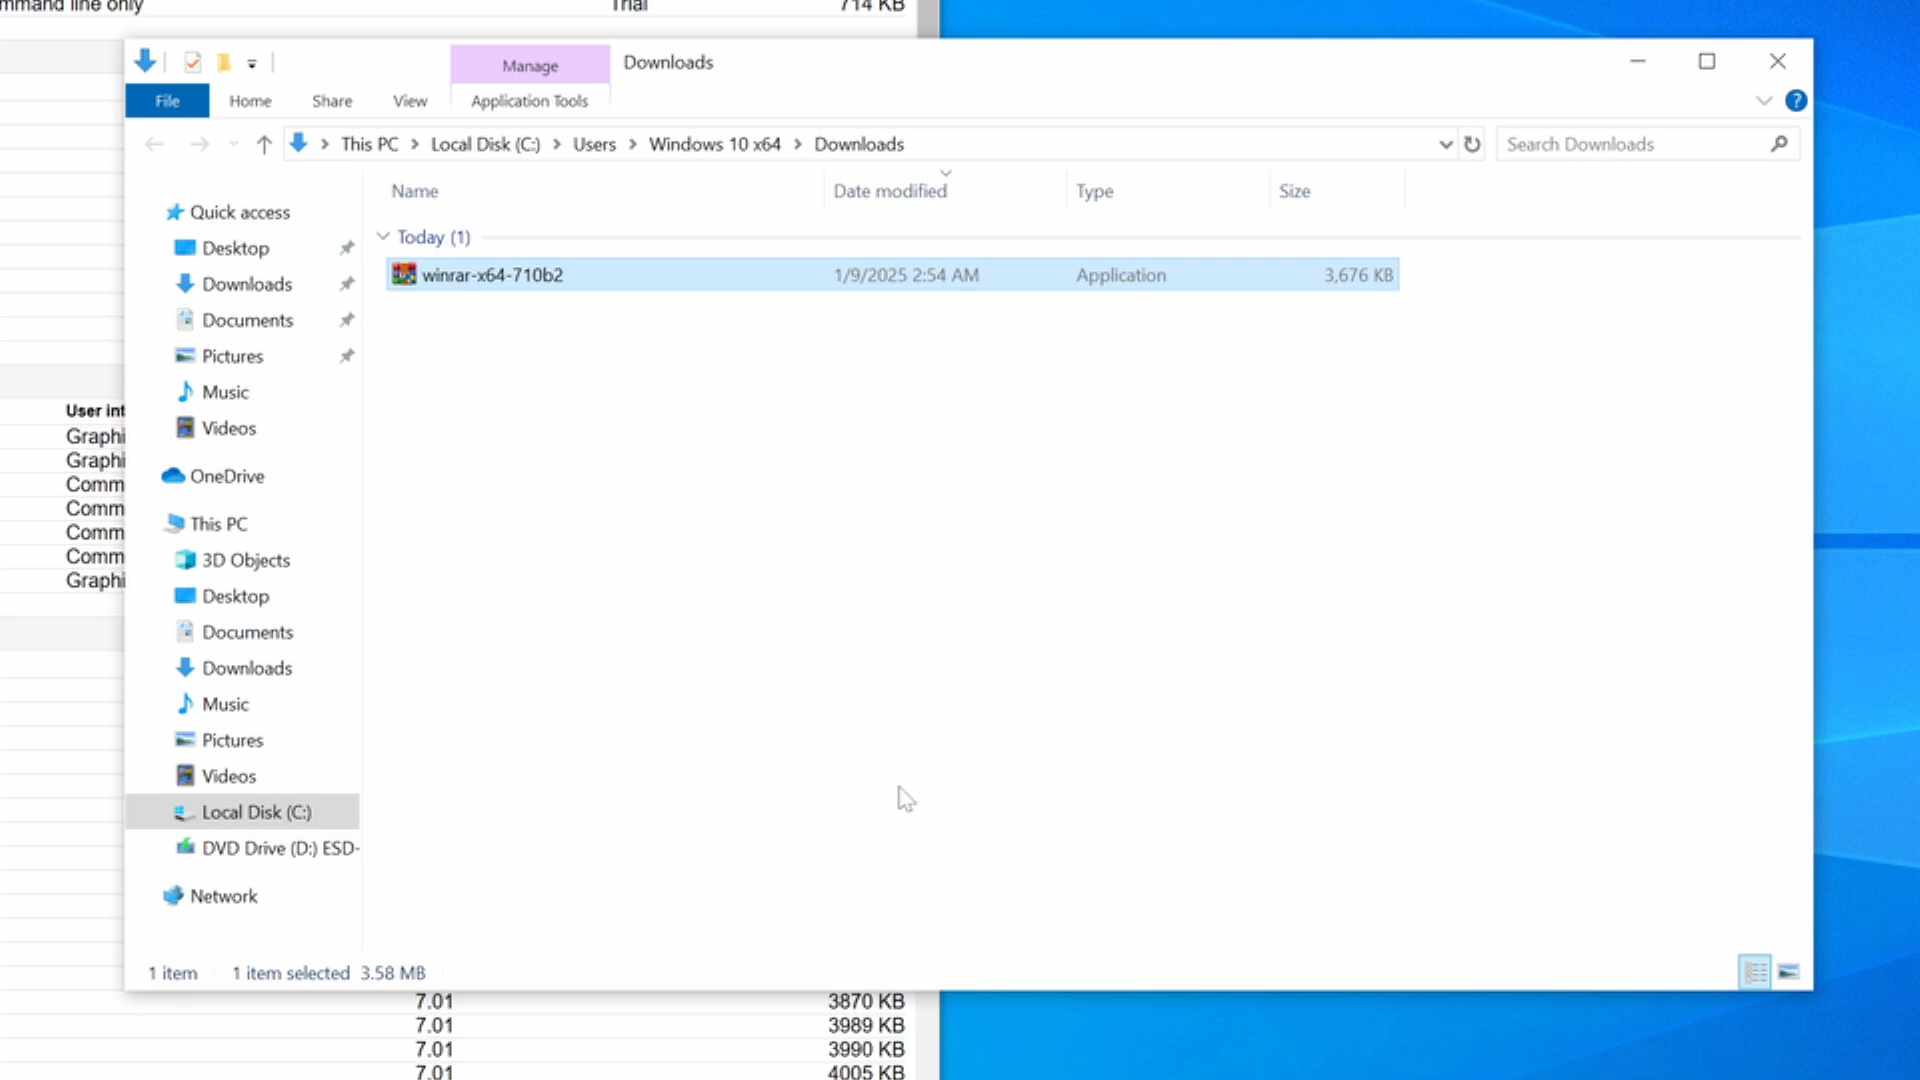 mmand line only Trial 714 KB
Manage Downloads
File Home Share View Application Tools
This PC Local Disk (C:) Users Windows 10 x64 Downloads Search Downloads
Name Date modified Type Size
Quick access
Today (1)
Desktop
winrar-x64-710b2 1/9/2025 2:54 AM Application 3,676 KB
Downloads
Documents
Pictures
Music
Videos
User int
Graphi
Graphi
Comm
Comm
Comm
Comm
Graphi
OneDrive
This PC
3D Objects
Desktop
Documents
Downloads
Music
Pictures
Videos
Local Disk (C:)
DVD Drive (D:) ESD-
Network
1 item 1 item selected 3.58 MB
7.01 3870 KB
7.01 3989 KB
7.01 3990 KB
7.01 4005 KB